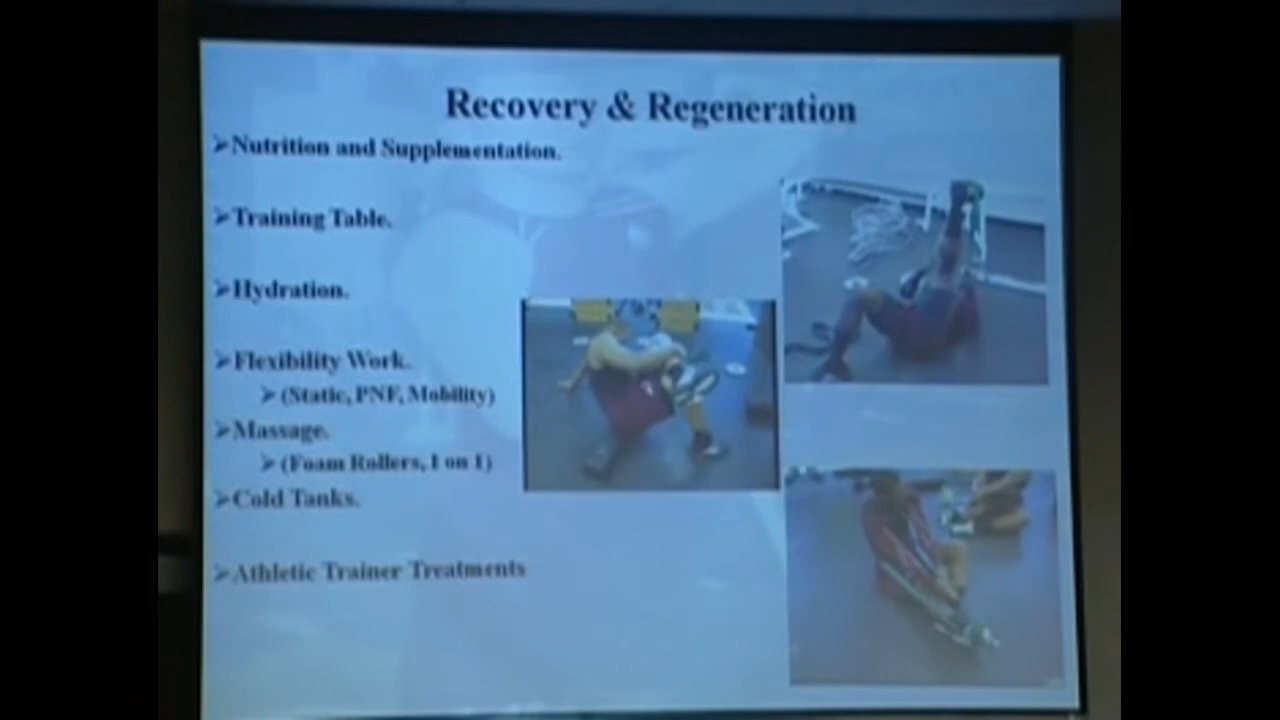 Recovery & Regeneration
➢Nutrition and Supplementation.
➢Training Table.
➢Hydration.
➢Flexibility Work.
➢(Static, PNF, Mobility)
➢Massage.
➢(Foam Rollers, 1 on 1)
➢Cold Tanks.
➢Athletic Trainer Treatments